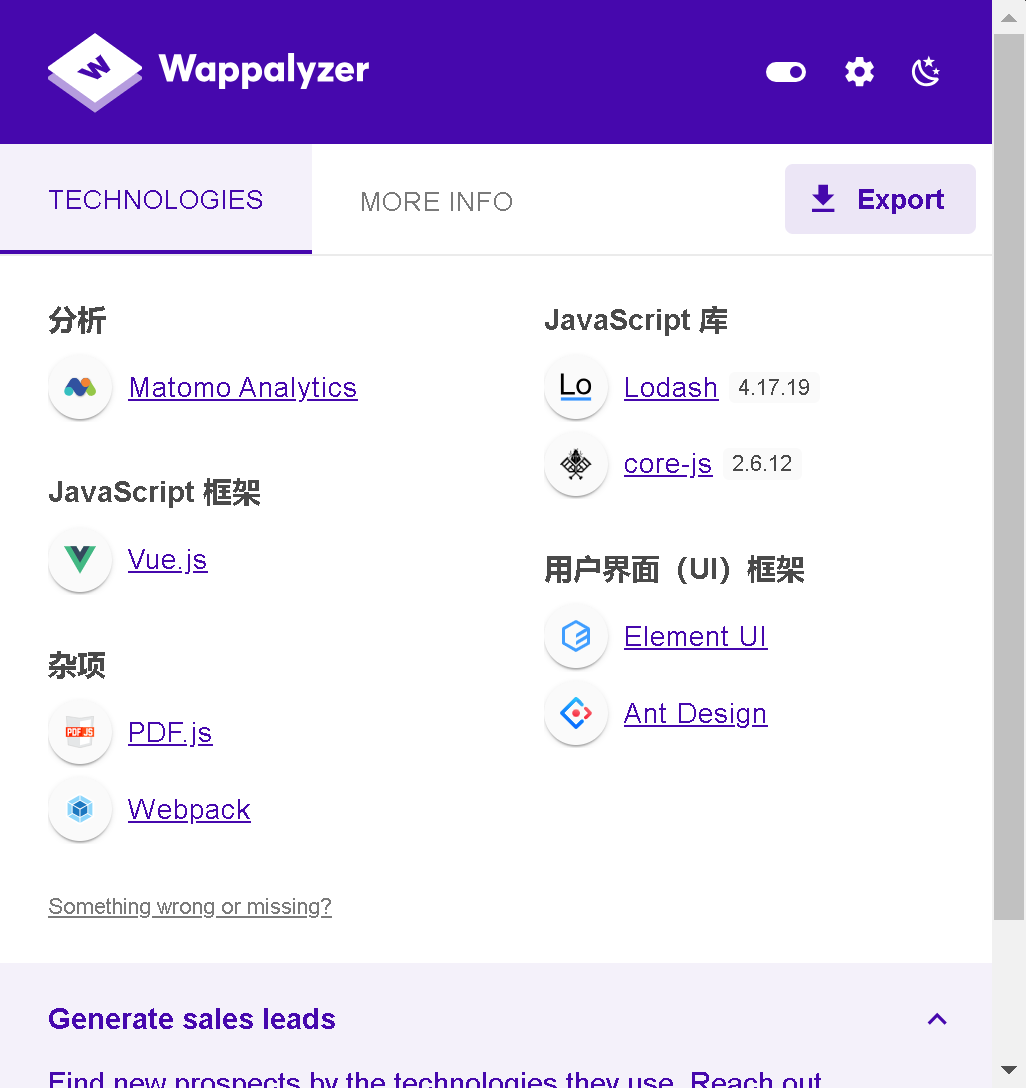 Wappalyzer
TECHNOLOGIES
MORE INFO
Export
分析
Matomo Analytics
JavaScript 框架
Vue.js
杂项
PDF.js
Webpack
JavaScript 库
Lodash 4.17.19
core-js 2.6.12
用户界面（UI）框架
Element UI
Ant Design
Something wrong or missing?
Generate sales leads
Find new prospects by the technologies they use. Reach out